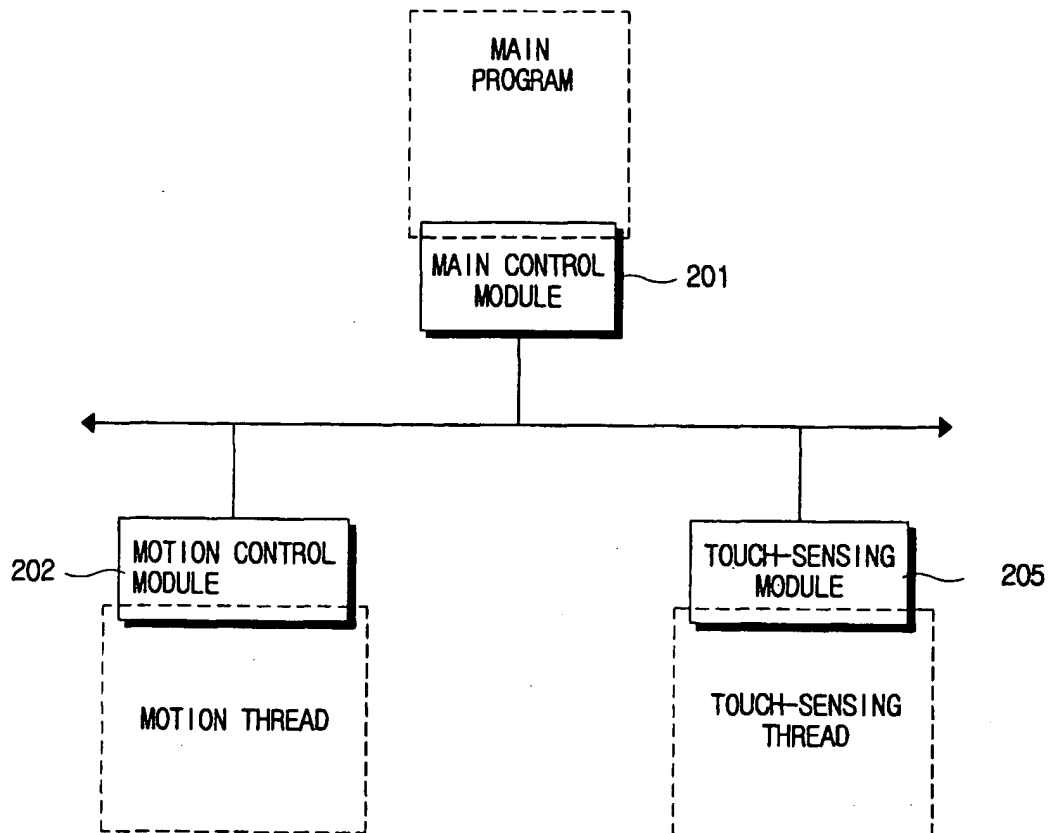 MAIN
PROGRAM
MAIN CONTROL
MODULE
201
MOTION CONTROL
MODULE
202
TOUCH-SENSING
MODULE
205
MOTION THREAD
TOUCH-SENSING
THREAD